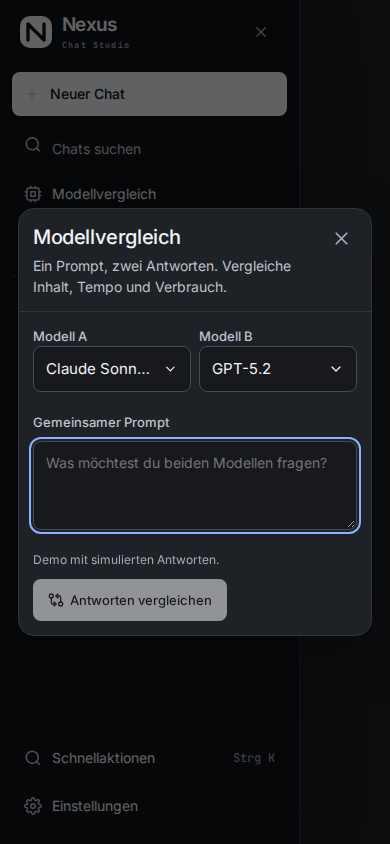 Nexus
Chat Studio
Neuer Chat
Chats suchen
Modellvergleich
Modellvergleich
Ein Prompt, zwei Antworten. Vergleiche
Inhalt, Tempo und Verbrauch.
Modell A
Modell B
Claude Sonn...
GPT-5.2
Gemeinsamer Prompt
Was möchtest du beiden Modellen fragen?
Demo mit simulierten Antworten.
Antworten vergleichen
Schnellaktionen
Strg K
Einstellungen